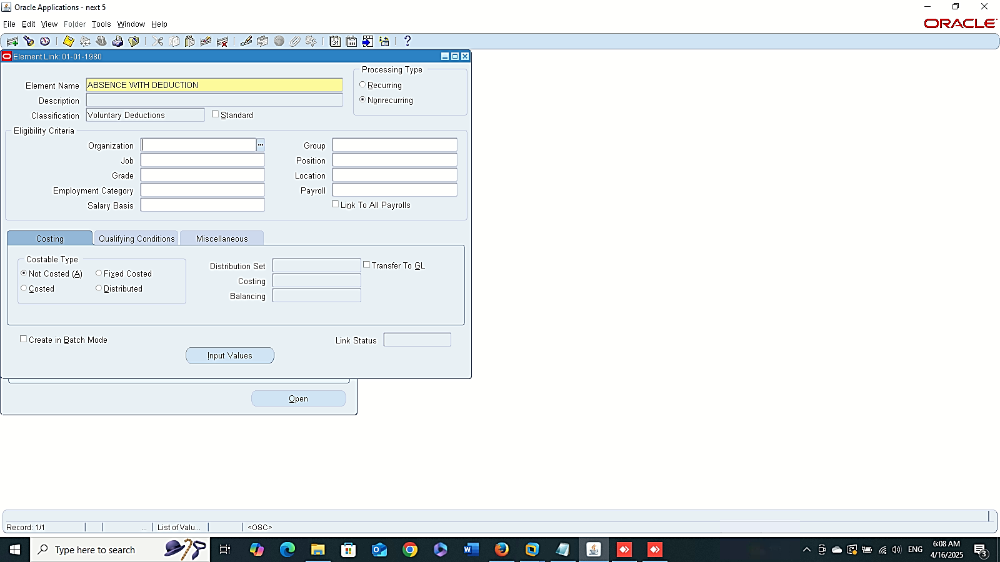 Oracle Applications - next 5
File Edit View Folder Tools Window Help
ORACLE
Element Link: 01-01-1980
Processing Type
Element Name ABSENCE WITH DEDUCTION
Recurring
Description
Nonrecurring
Classification Voluntary Deductions Standard
Eligibility Criteria
Organization Group
Job Position
Grade Location
Employment Category Payroll
Salary Basis Link To All Payrolls
Costing Qualifying Conditions Miscellaneous
Costable Type
Distribution Set Transfer To GL
Not Costed (A) Fixed Costed
Costing
Costed Distributed
Balancing
Create in Batch Mode Link Status
Input Values
Open
Record: 1/1 ... List of Valu... <OSC>
Type here to search
ENG
6:08 AM
4/16/2025
3